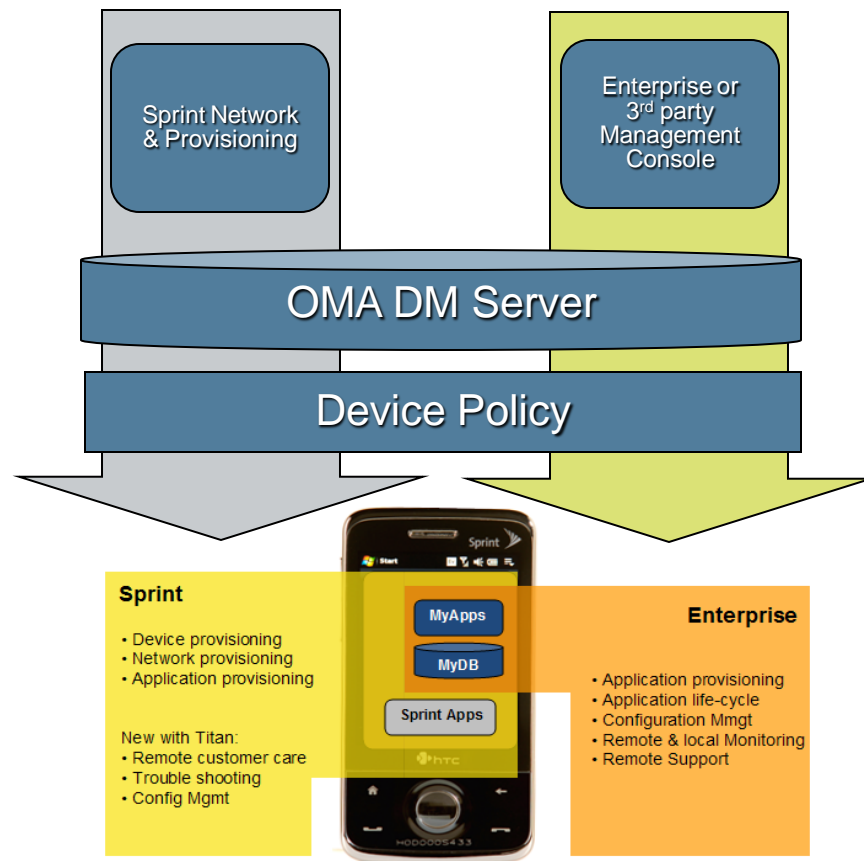 Sprint Network
& Provisioning
Enterprise or
3rd party
Management
Console
OMA DM Server
Device Policy
Sprint
Start
Sprint
• Device provisioning
• Network provisioning
• Application provisioning
New with Titan:
• Remote customer care
• Trouble shooting
• Config Mgmt
MyApps
MyDB
Sprint Apps
hTC
Enterprise
• Application provisioning
• Application life-cycle
• Configuration Mmgt
• Remote & local Monitoring
• Remote Support